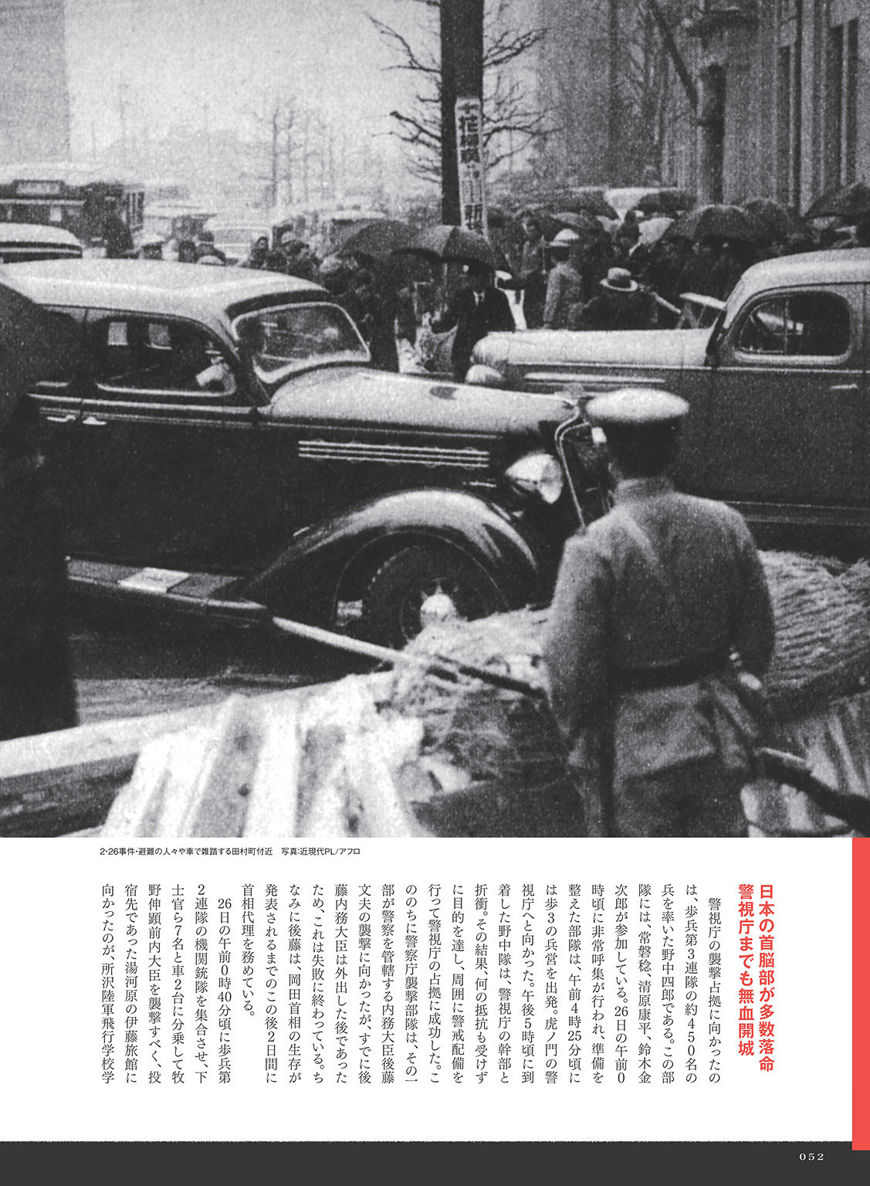 2・26事件・避難の人々や車で雑踏する田村町付近　写真:近現代PL/アフロ
日本の首脳部が多数落命
警視庁までも無血開城
　警視庁の襲撃占拠に向かったの
は、歩兵第3連隊の約450名の
兵を率いた野中四郎である。この部
隊には、常磐稔、清原康平、鈴木金
次郎が参加している。26日の午前0
時頃に非常呼集が行われ、準備を
整えた部隊は、午前4時25分頃に
は歩3の兵営を出発。虎ノ門の警
視庁へと向かった。午後5時頃に到
着した野中隊は、警視庁の幹部と
折衝。その結果、何の抵抗も受けず
に目的を達し、周囲に警戒配備を
行って警視庁の占拠に成功した。こ
ののちに警察庁襲撃部隊は、その一
部が警察を管轄する内務大臣後藤
文夫の襲撃に向かったが、すでに後
藤内務大臣は外出した後であった
ため、これは失敗に終わっている。ち
なみに後藤は、岡田首相の生存が
発表されるまでのこの後2日間に
首相代理を務めている。
　26日の午前0時40分頃に歩兵第
2連隊の機関銃隊を集合させ、下
士官ら7名と車2台に分乗して牧
野伸顕前内大臣を襲撃すべく、投
宿先であった湯河原の伊藤旅館に
向かったのが、所沢陸軍飛行学校学
052